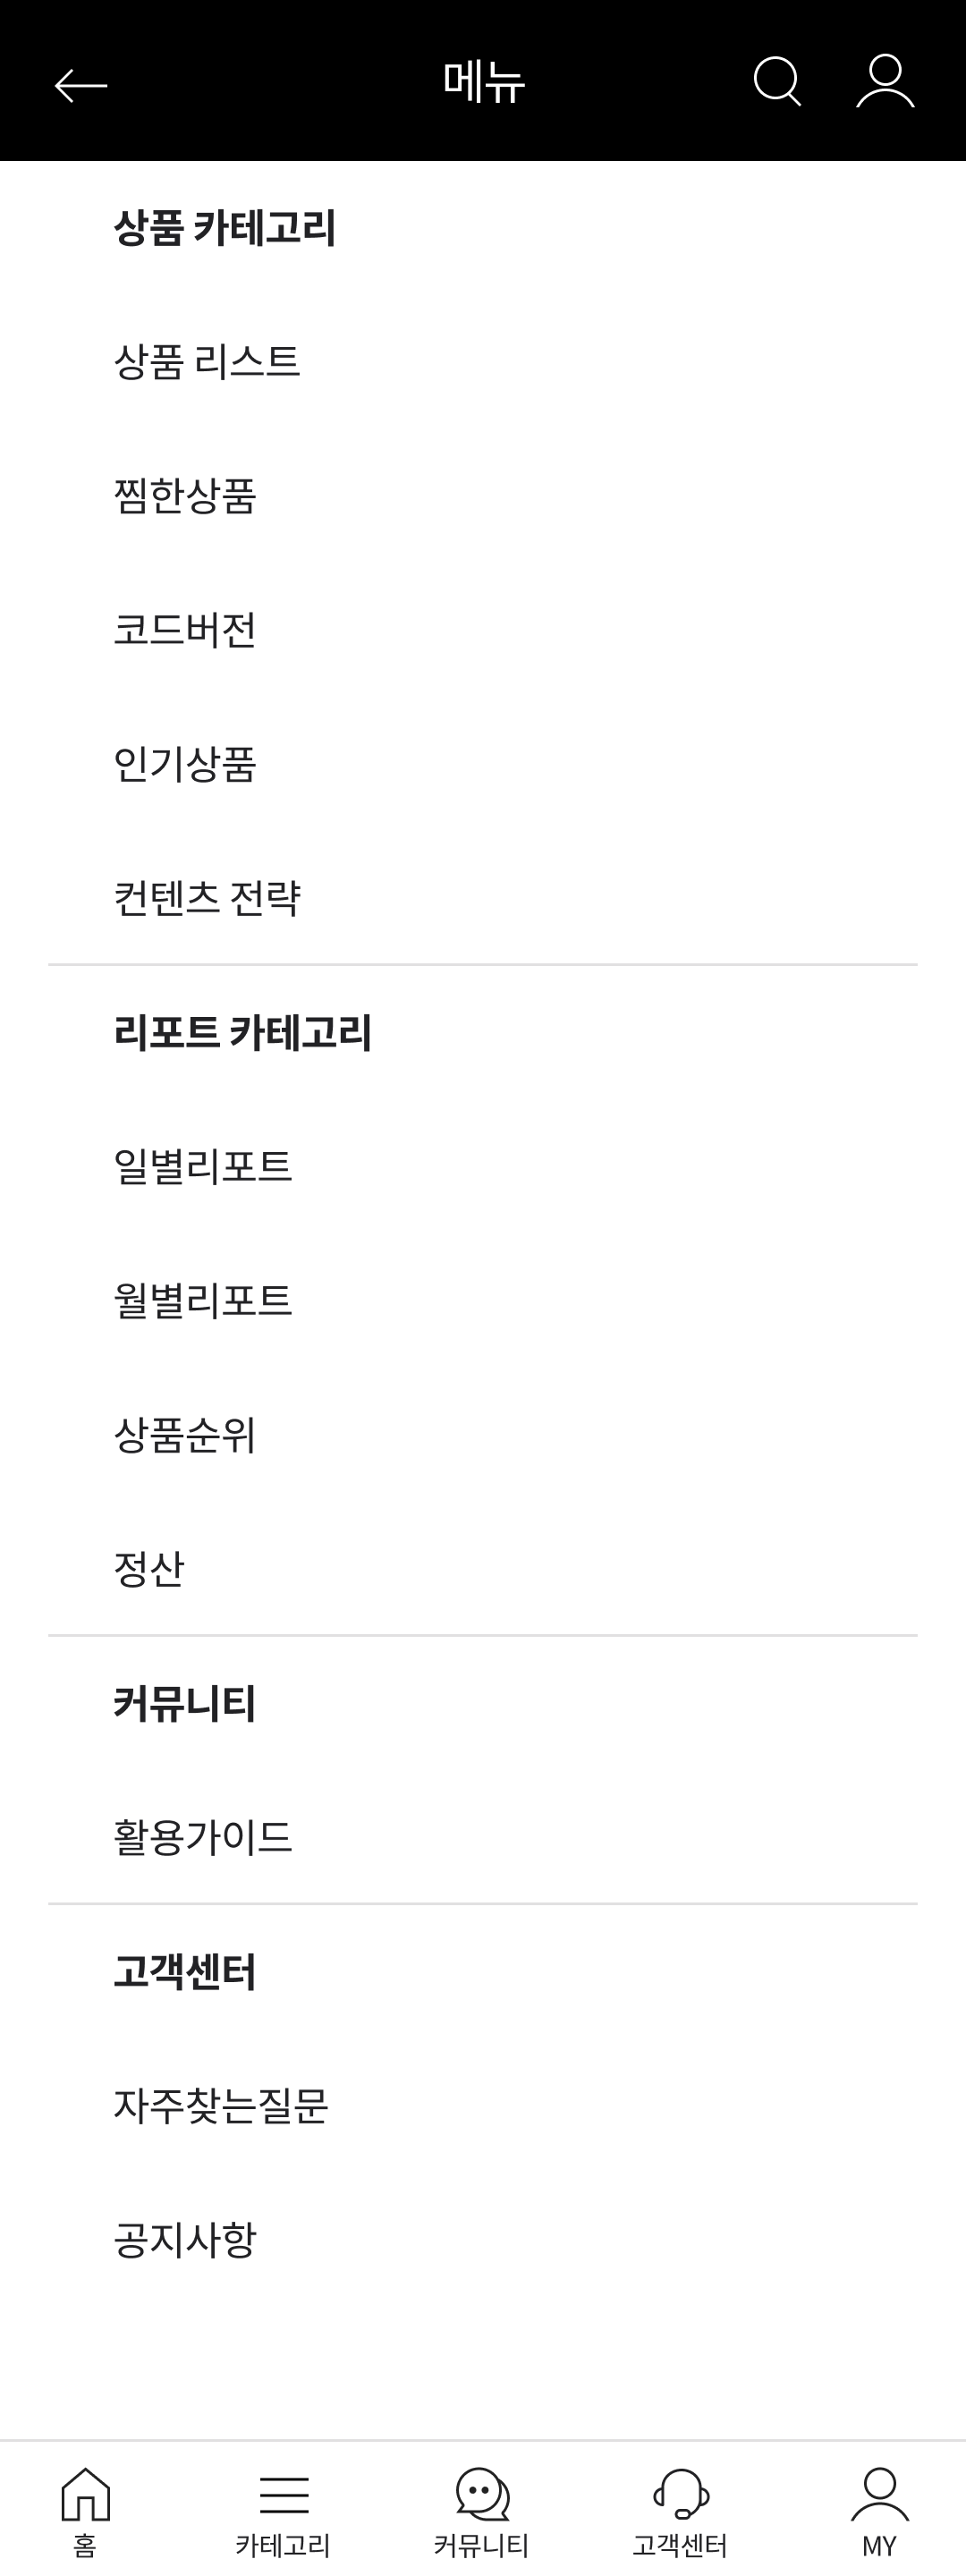 메뉴
상품 카테고리
상품 리스트
찜한상품
코드버전
인기상품
컨텐츠 전략
리포트 카테고리
일별리포트
월별리포트
상품순위
정산
커뮤니티
활용가이드
고객센터
자주찾는질문
공지사항
홈 카테고리 커뮤니티 고객센터 MY